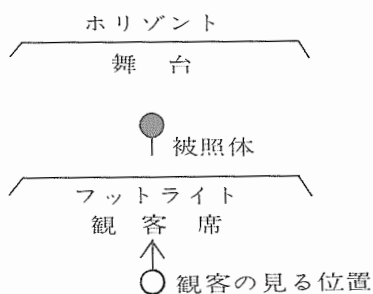 ホリゾント
舞台
被照体
フットライト
観客席
観客の見る位置